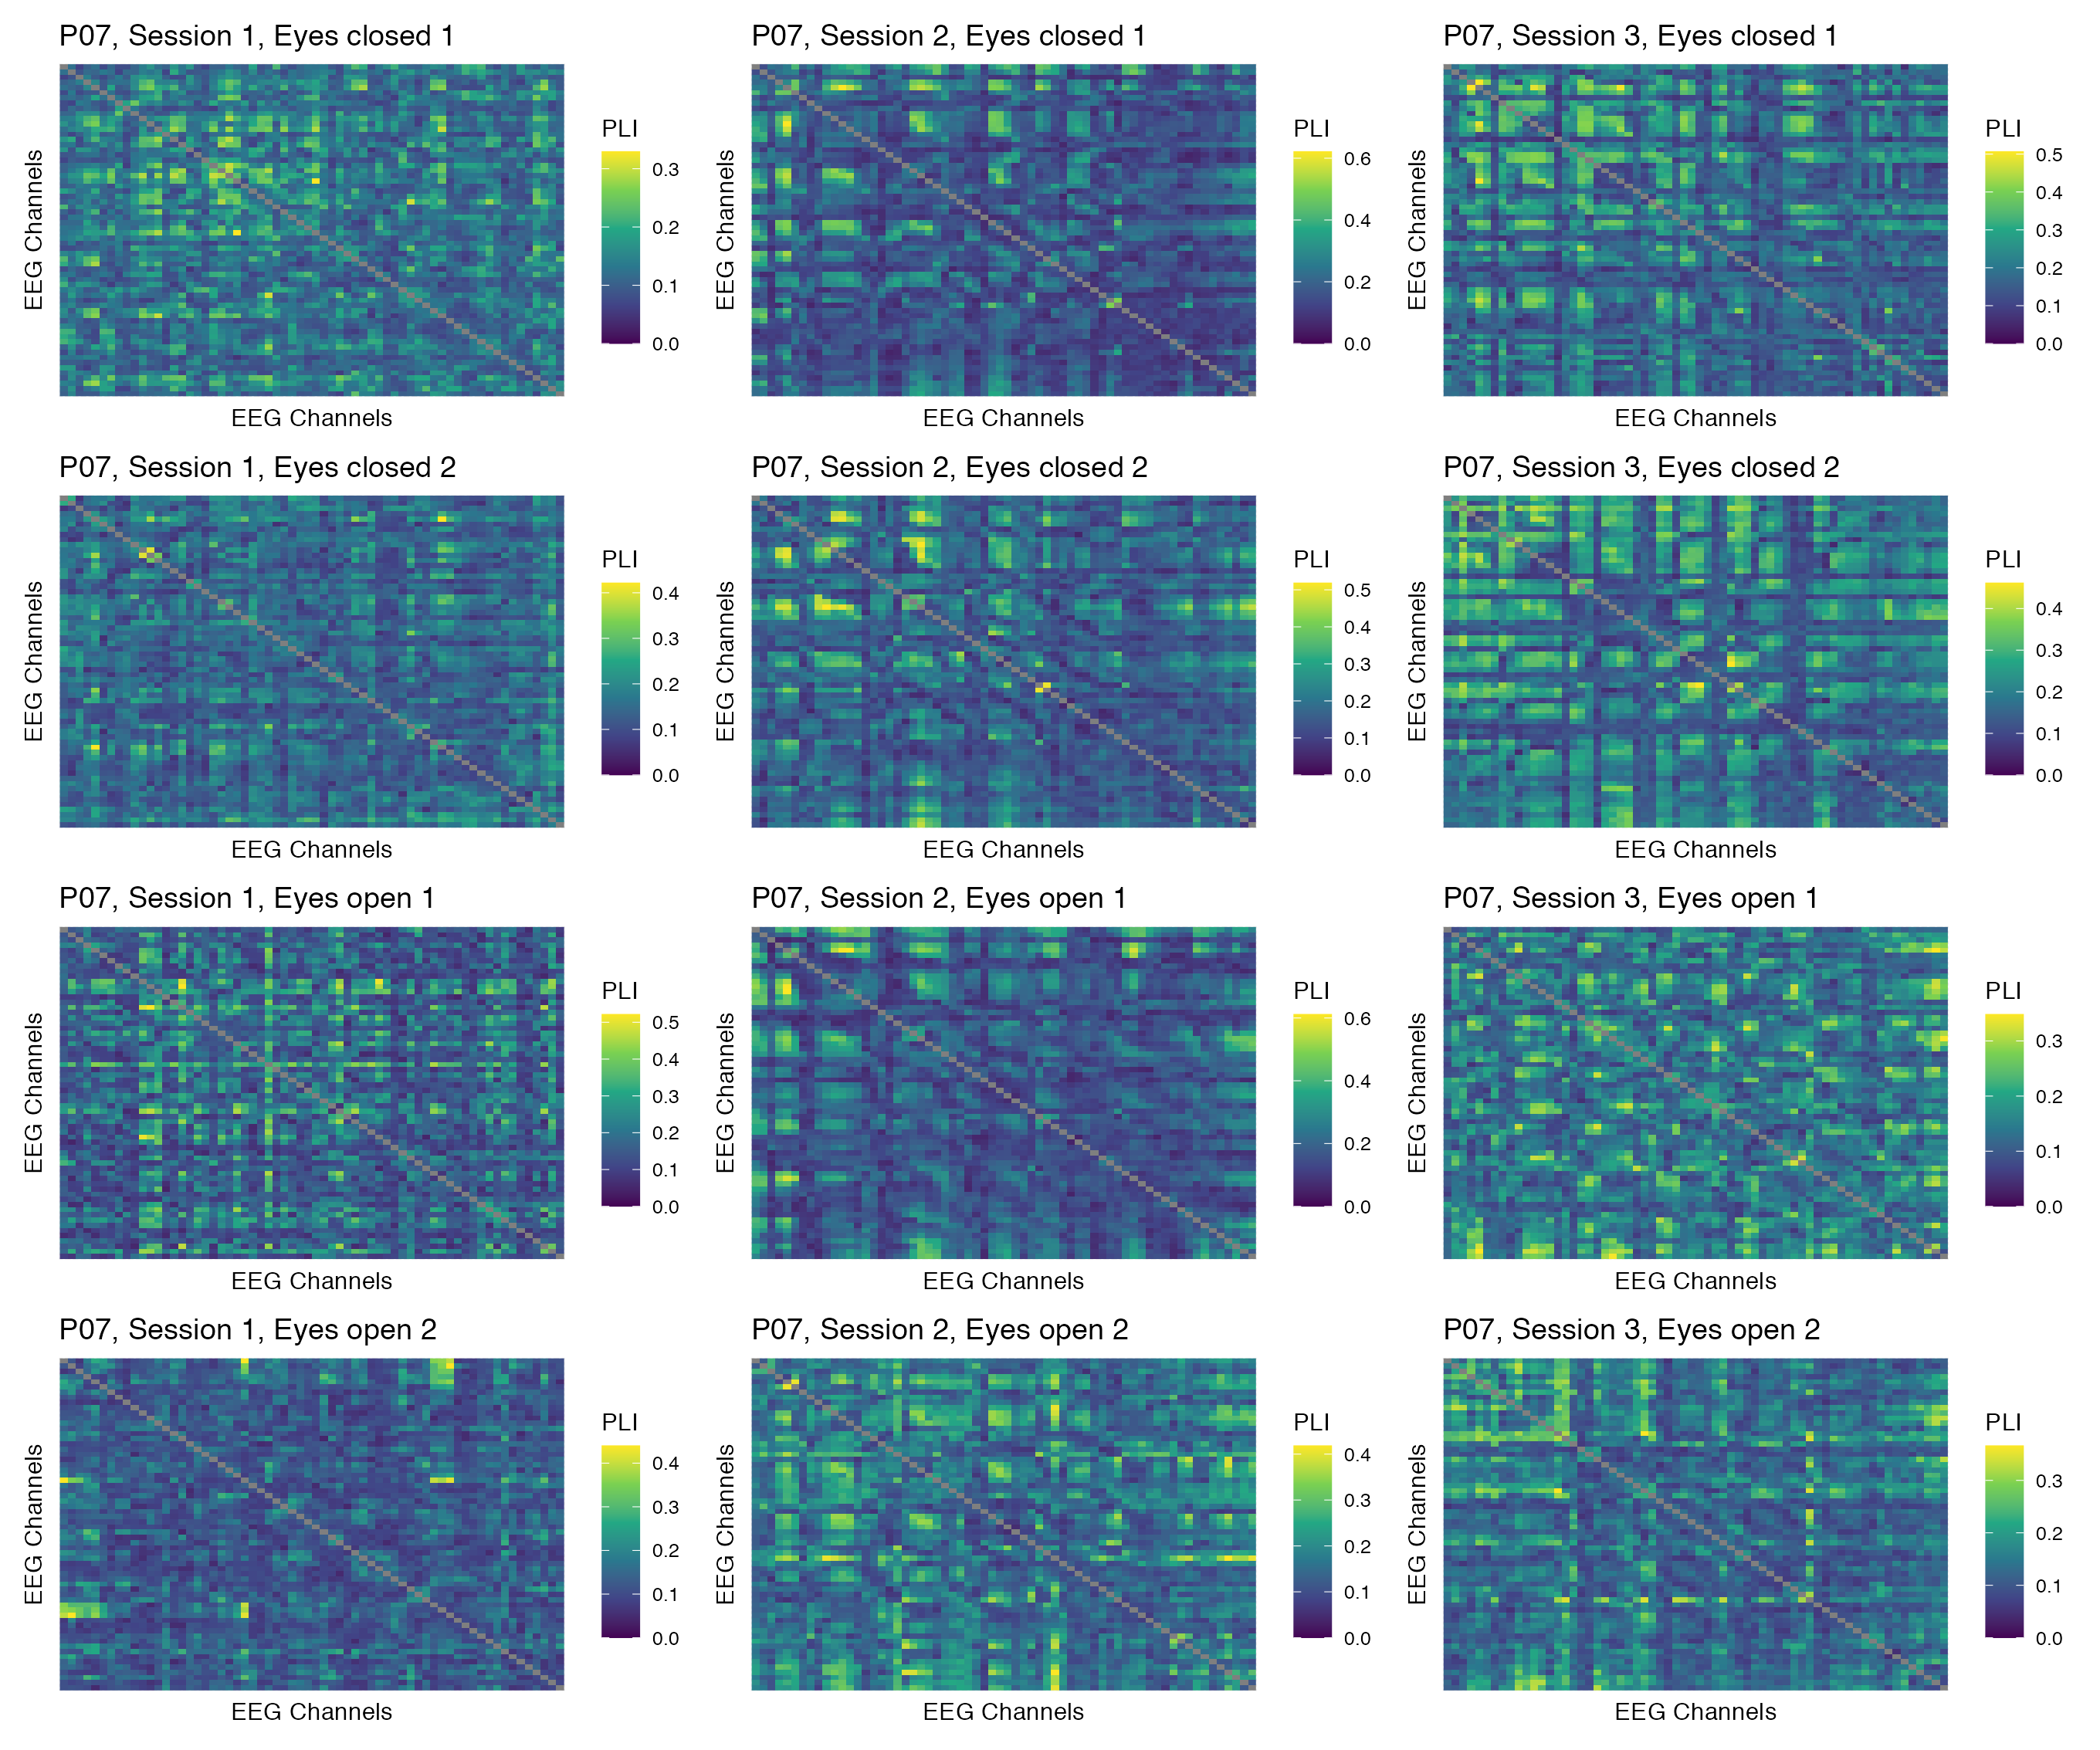 P07, Session 1, Eyes closed 1
P07, Session 2, Eyes closed 1
P07, Session 3, Eyes closed 1
EEG Channels
EEG Channels
PLI
0.3
0.2
0.1
0.0
EEG Channels
EEG Channels
PLI
0.6
0.4
0.2
0.0
EEG Channels
EEG Channels
PLI
0.5
0.4
0.3
0.2
0.1
0.0
P07, Session 1, Eyes closed 2
P07, Session 2, Eyes closed 2
P07, Session 3, Eyes closed 2
EEG Channels
EEG Channels
PLI
0.4
0.3
0.2
0.1
0.0
EEG Channels
EEG Channels
PLI
0.5
0.4
0.3
0.2
0.1
0.0
EEG Channels
EEG Channels
PLI
0.4
0.3
0.2
0.1
0.0
P07, Session 1, Eyes open 1
P07, Session 2, Eyes open 1
P07, Session 3, Eyes open 1
EEG Channels
EEG Channels
PLI
0.5
0.4
0.3
0.2
0.1
0.0
EEG Channels
EEG Channels
PLI
0.6
0.4
0.2
0.0
EEG Channels
EEG Channels
PLI
0.3
0.2
0.1
0.0
P07, Session 1, Eyes open 2
P07, Session 2, Eyes open 2
P07, Session 3, Eyes open 2
EEG Channels
EEG Channels
PLI
0.4
0.3
0.2
0.1
0.0
EEG Channels
EEG Channels
PLI
0.4
0.3
0.2
0.1
0.0
EEG Channels
EEG Channels
PLI
0.3
0.2
0.1
0.0